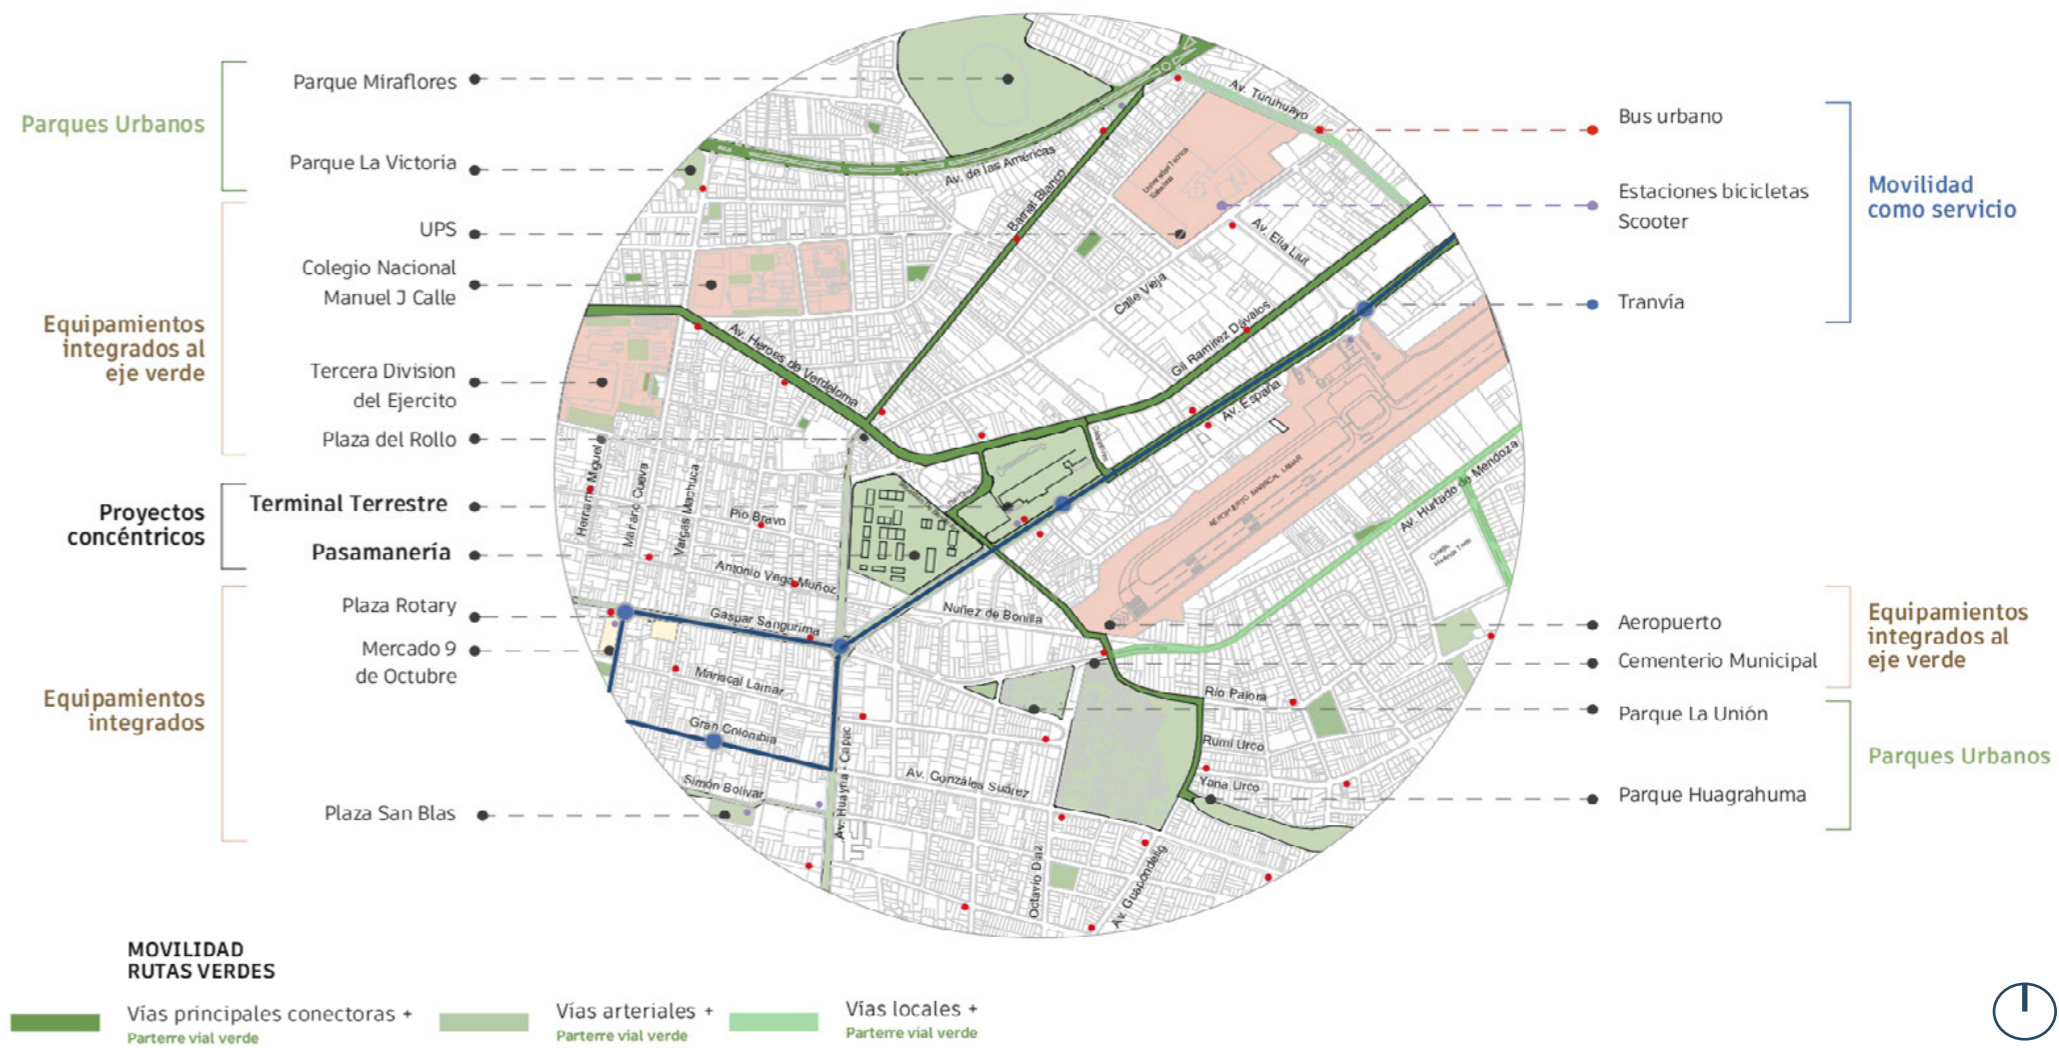 Parques Urbanos
Parque Miraflores
Parque La Victoria
Equipamientos
integrados al
eje verde
UPS
Colegio Nacional
Manuel J Calle
Tercera Division
del Ejercito
Plaza del Rollo
Proyectos
concéntricos
Terminal Terrestre
Pasamanería
Equipamientos
integrados
Plaza Rotary
Mercado 9
de Octubre
Plaza San Blas
Av. Turuhuayo
Av. de las Américas
Barrial Blanco
Av. Elia Liut
Calle Vieja
Gil Ramirez Dávalos
Av. España
Av. Heroes de Verdeloma
AEROPUERTO MARISCAL LAMAR
Av. Hurtado de Mendoza
Hermano Miguel
Mariano Cueva
Vargas Machuca
Pio Bravo
Antonio Vega Muñoz
Gaspar Sangurima
Nuñez de Bonilla
Mariscal Lamar
Gran Colombia
Simón Bolívar
Av. Huayna - Capac
Av. Gonzáles Suárez
Rio Palora
Rumi Urco
Yana Urco
Octavio Diaz
Av. Guapondelig
Bus urbano
Estaciones bicicletas
Scooter
Tranvía
Movilidad
como servicio
Aeropuerto
Cementerio Municipal
Equipamientos
integrados al
eje verde
Parque La Unión
Parque Huagrahuma
Parques Urbanos
MOVILIDAD
RUTAS VERDES
Vías principales conectoras +
Parterre vial verde
Vías arteriales +
Parterre vial verde
Vías locales +
Parterre vial verde